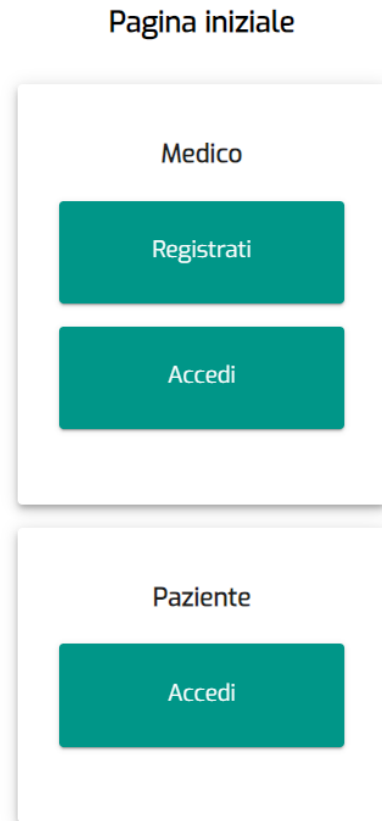 Pagina iniziale
Medico
Registrati
Accedi
Paziente
Accedi